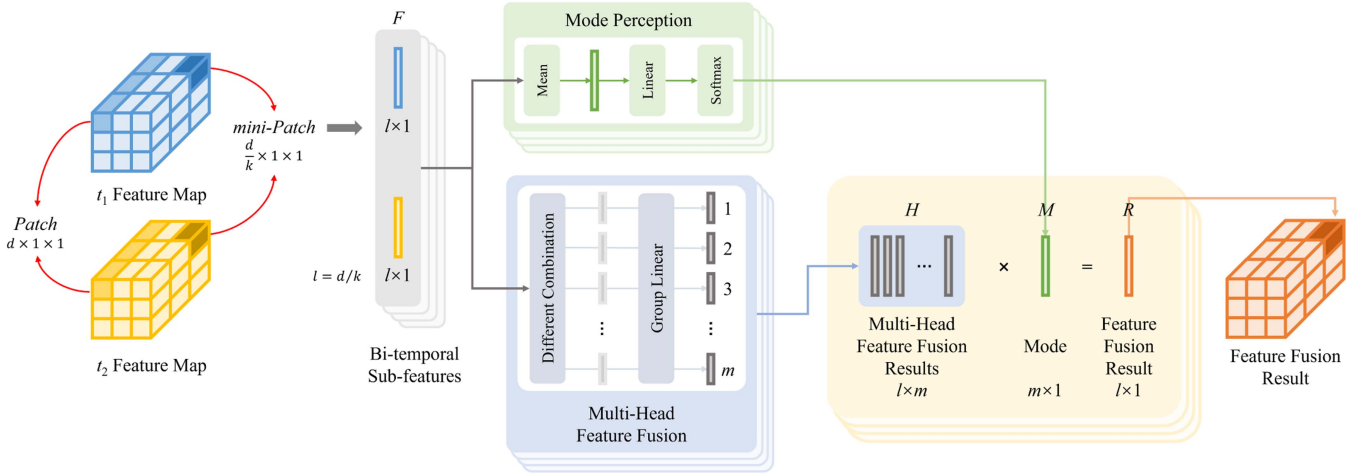 t₁ Feature Map
Patch
d × 1 × 1
t₂ Feature Map
mini-Patch
d/k × 1 × 1
F
l×1
l×1
l = d/k
Bi-temporal
Sub-features
Mode Perception
Mean
Linear
Softmax
Different Combination
Group Linear
1
2
3
...
...
...
m
Multi-Head
Feature Fusion
H
M
R
...
×
=
Multi-Head
Feature Fusion
Results
l×m
Mode
m×1
Feature
Fusion
Result
l×1
Feature Fusion
Result